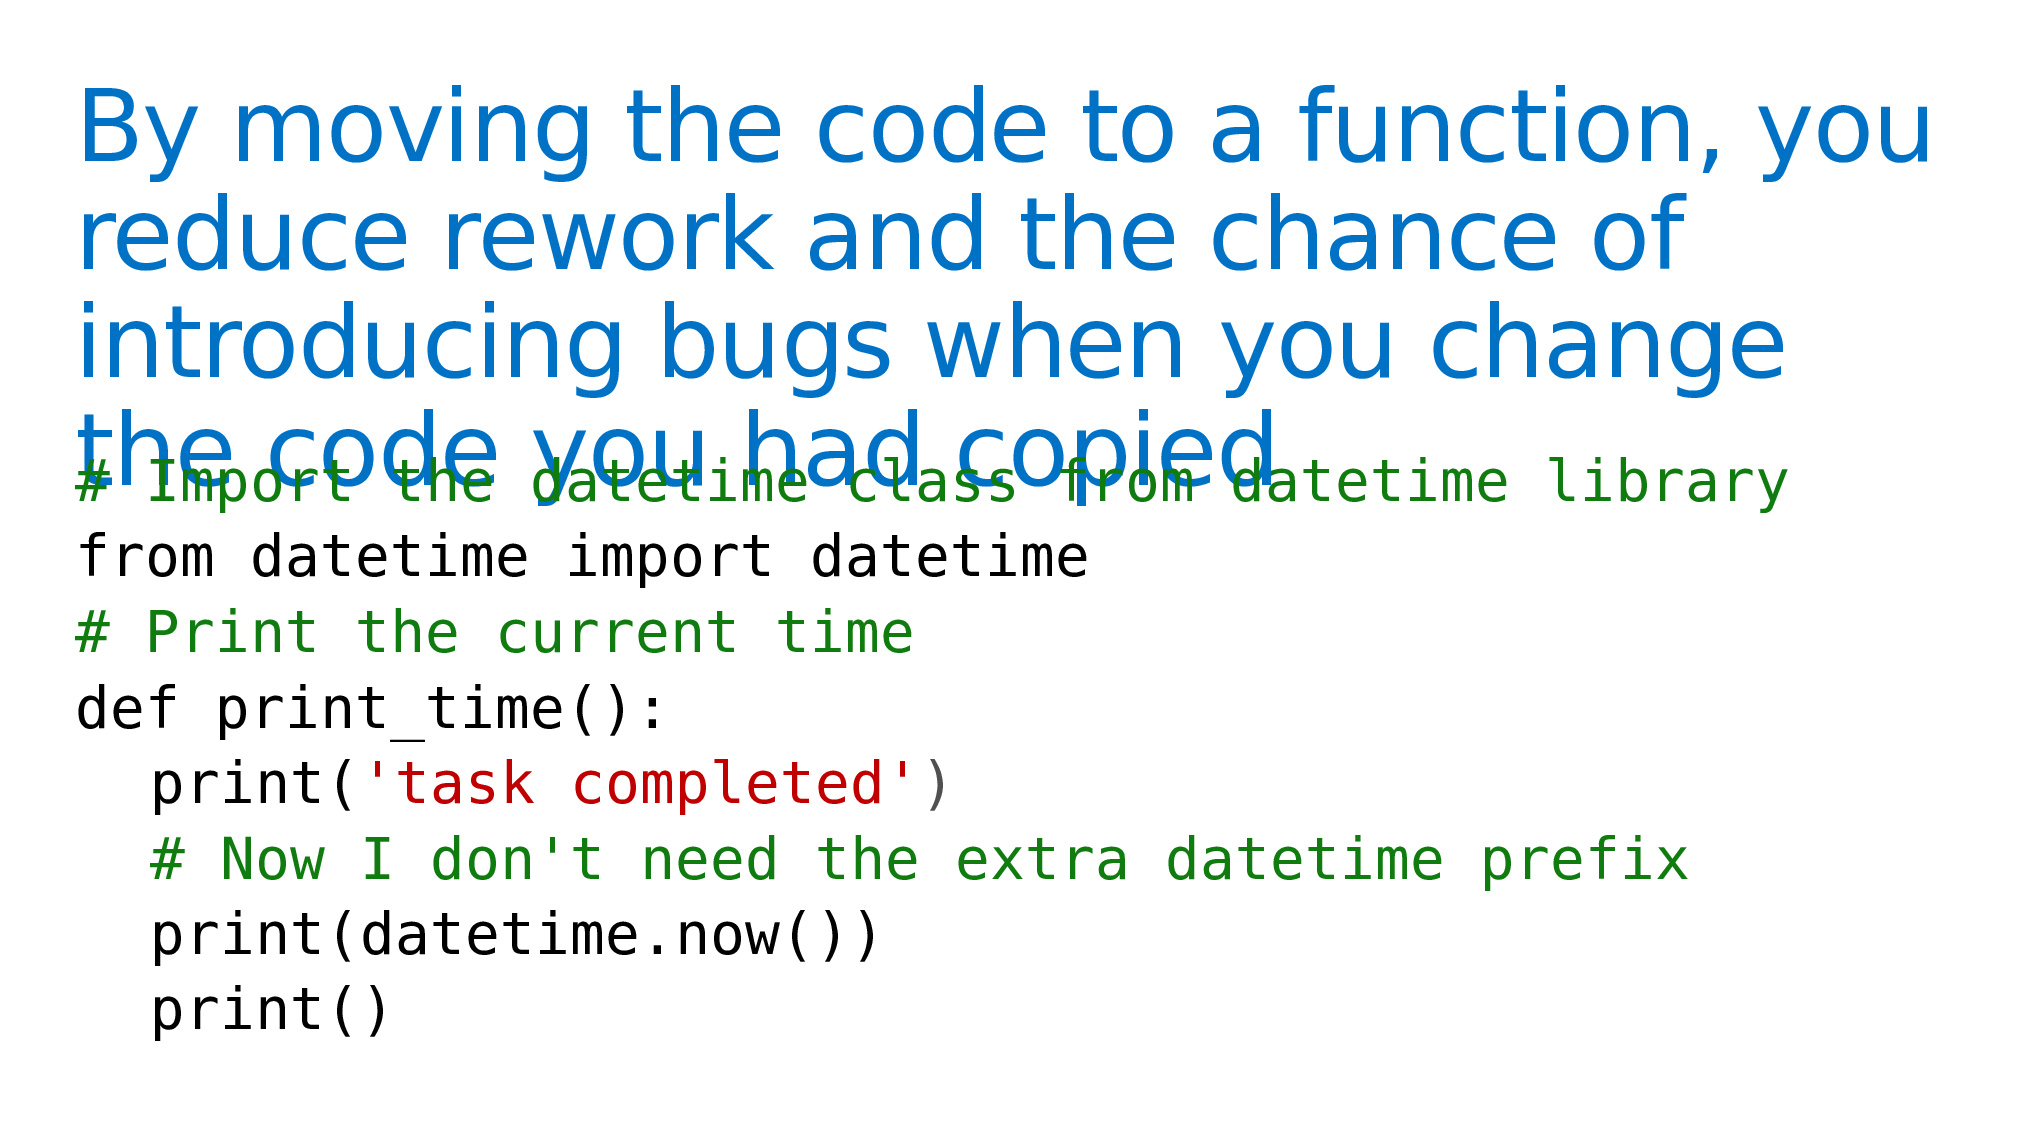 By moving the code to a function, you
reduce rework and the chance of
introducing bugs when you change
the code you had copied
# Import the datetime class from datetime library
from datetime import datetime
# Print the current time
def print_time():
print('task completed')
# Now I don't need the extra datetime prefix
print(datetime.now())
print()